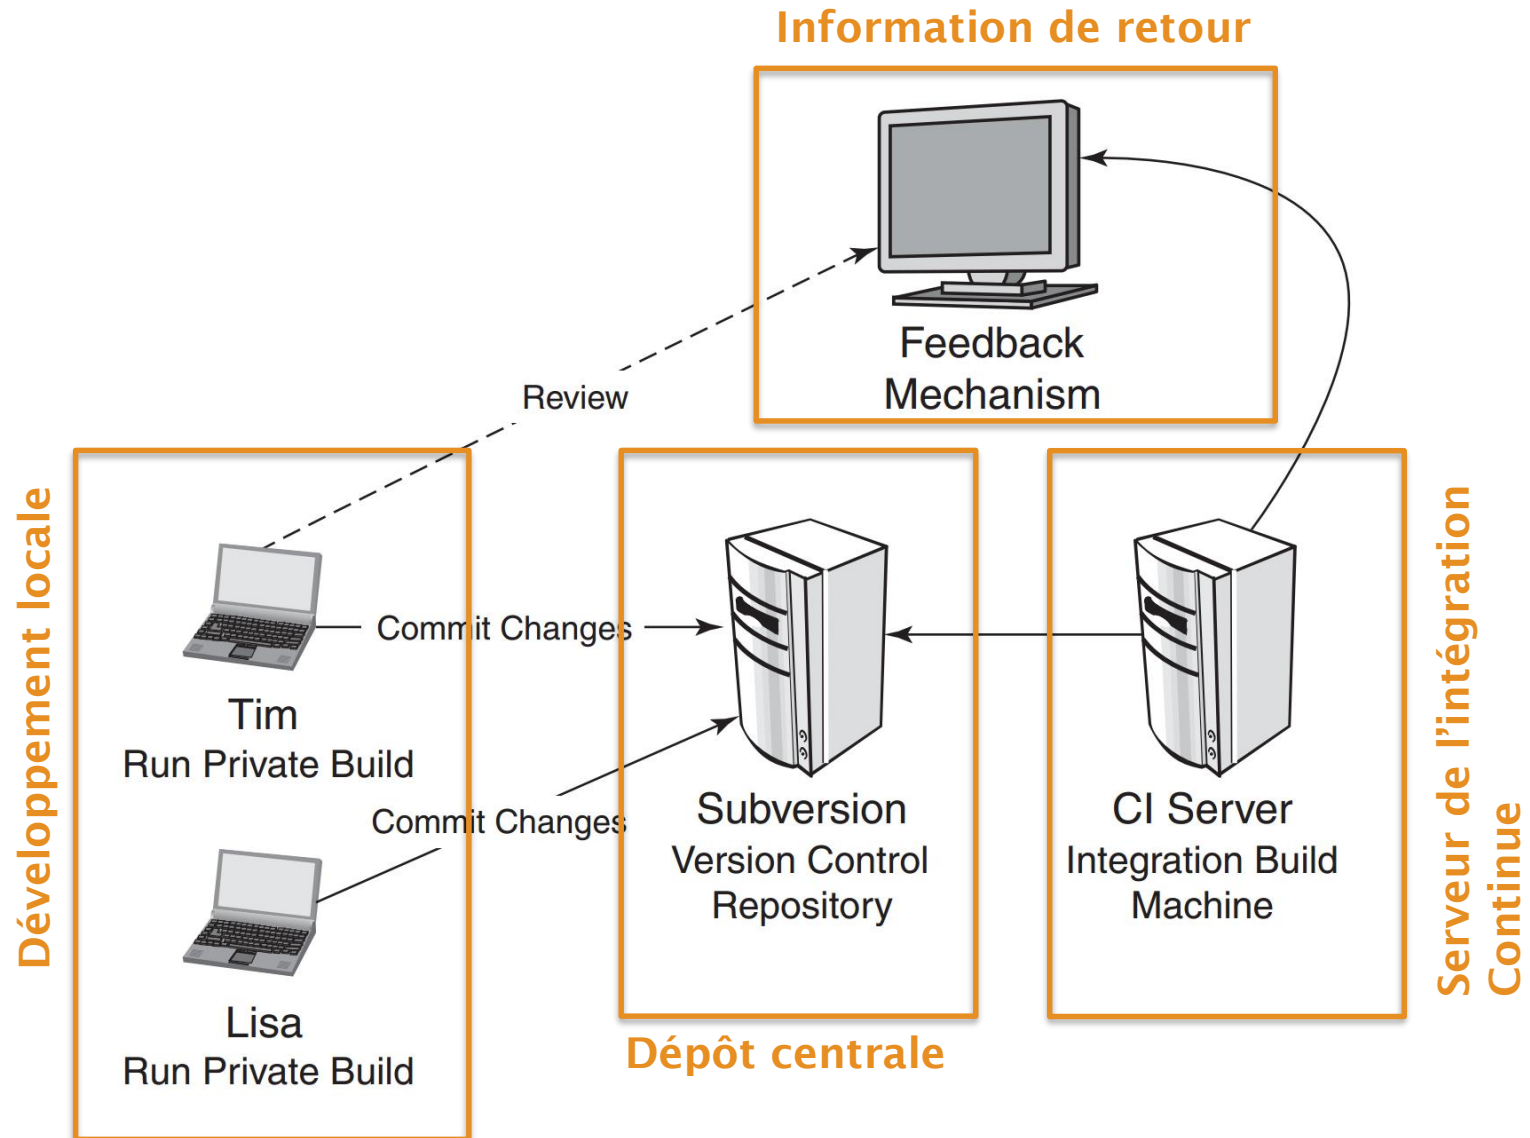 Information de retour
Feedback
Mechanism
Review
Développement locale
Commit Changes
Tim
Run Private Build
Commit Changes
Lisa
Run Private Build
Subversion
Version Control
Repository
Dépôt centrale
CI Server
Integration Build
Machine
Serveur de l'intégration
Continue